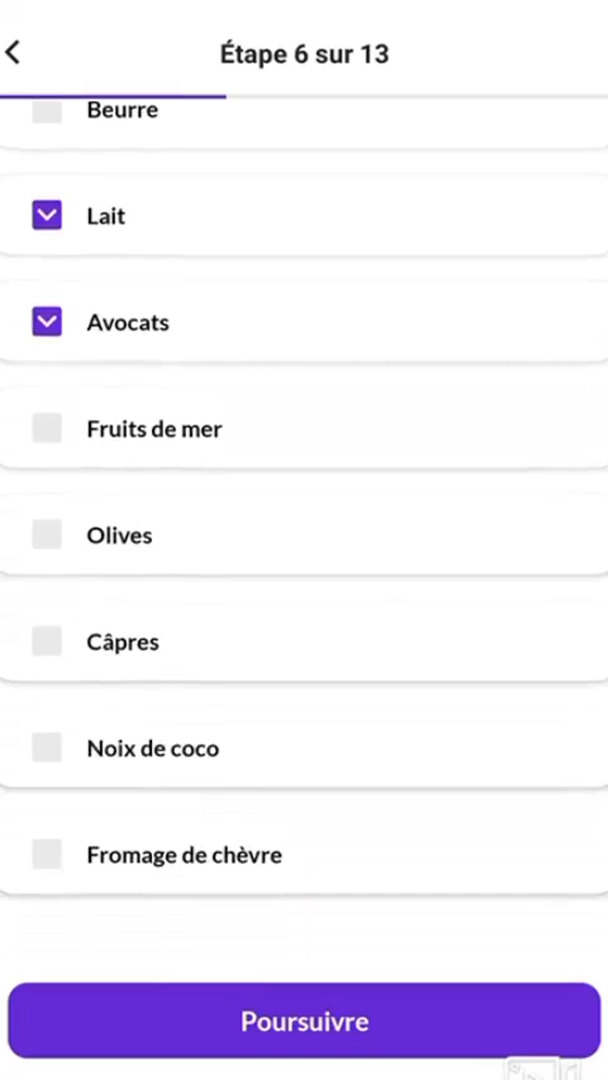 Étape 6 sur 13
Beurre
Lait
Avocats
Fruits de mer
Olives
Câpres
Noix de coco
Fromage de chèvre
Poursuivre